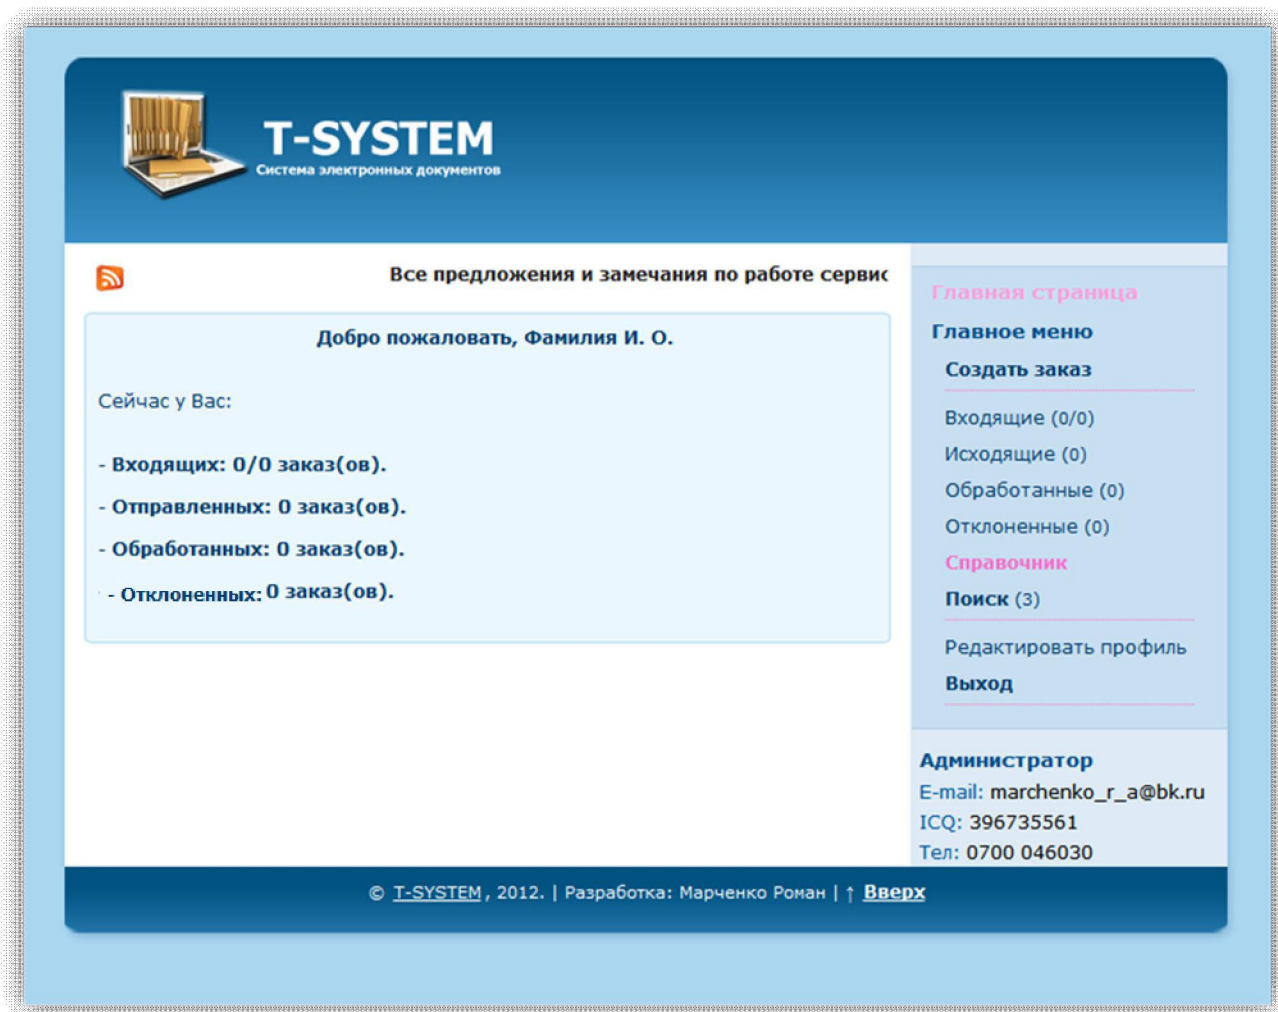 T-SYSTEM
Система электронных документов
Все предложения и замечания по работе сервис
Добро пожаловать, Фамилия И. О.
Сейчас у Вас:
- Входящих: 0/0 заказ(ов).
- Отправленных: 0 заказ(ов).
- Обработанных: 0 заказ(ов).
- Отклоненных: 0 заказ(ов).
Главная страница
Главное меню
Создать заказ
Входящие (0/0)
Исходящие (0)
Обработанные (0)
Отклоненные (0)
Справочник
Поиск (3)
Редактировать профиль
Выход
Администратор
E-mail: marchenko_r_a@bk.ru
ICQ: 396735561
Тел: 0700 046030
© T-SYSTEM , 2012. | Разработка: Марченко Роман | ↑ Вверх